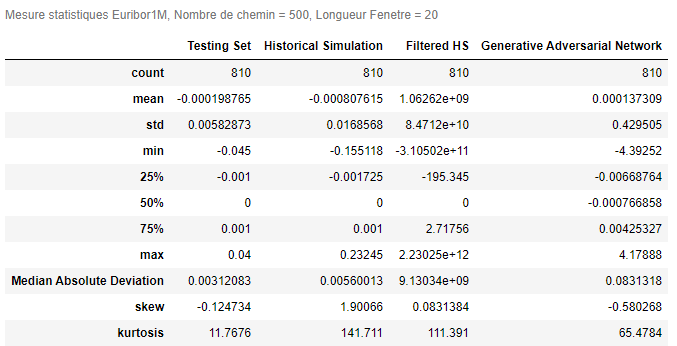 Mesure statistiques Euribor1M, Nombre de chemin = 500, Longueur Fenetre = 20
Testing Set Historical Simulation Filtered HS Generative Adversarial Network
count 810 810 810 810
mean -0.000198765 -0.000807615 1.06262e+09 0.000137309
std 0.00582873 0.0168568 8.4712e+10 0.429505
min -0.045 -0.155118 -3.10502e+11 -4.39252
25% -0.001 -0.001725 -195.345 -0.00668764
50% 0 0 0 -0.000766858
75% 0.001 0.001 2.71756 0.00425327
max 0.04 0.23245 2.23025e+12 4.17888
Median Absolute Deviation 0.00312083 0.00560013 9.13034e+09 0.0831318
skew -0.124734 1.90066 0.0831384 -0.580268
kurtosis 11.7676 141.711 111.391 65.4784